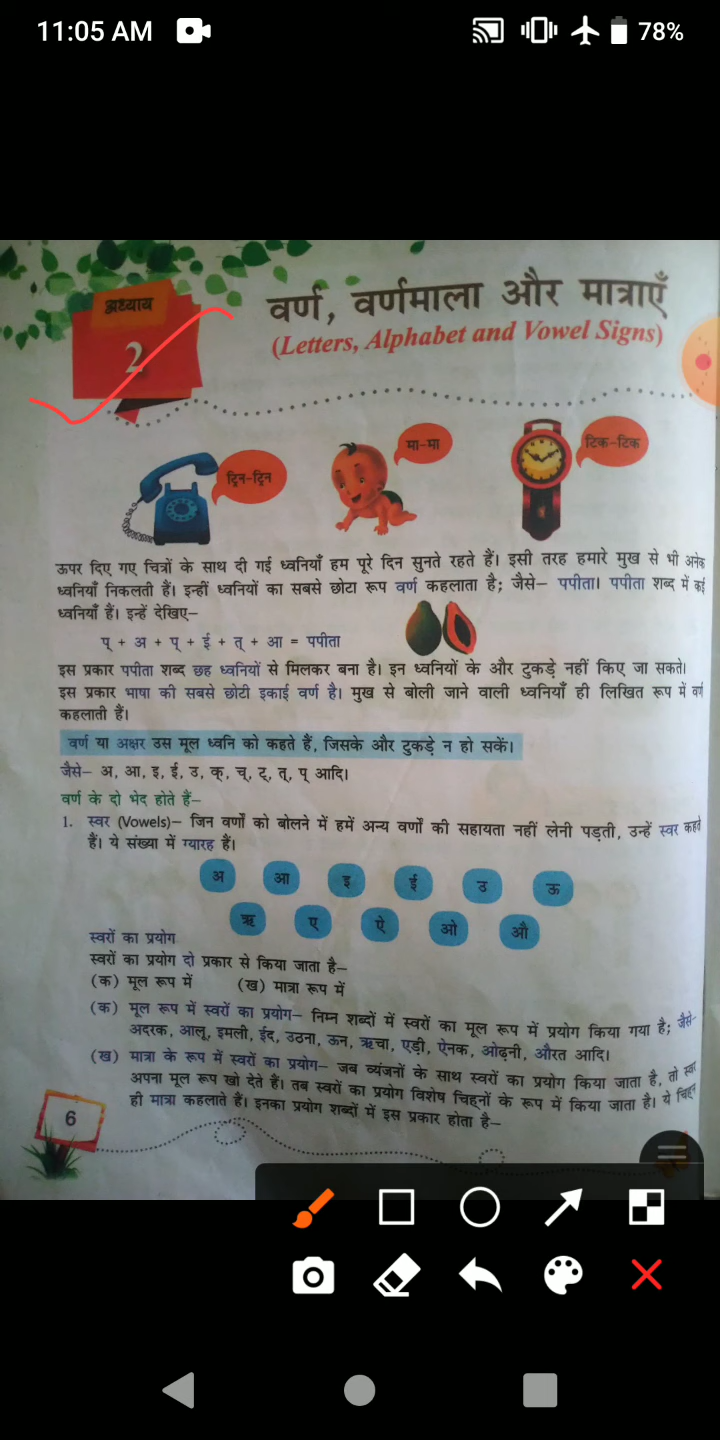 11:05 AM
78%
अध्याय
2
वर्ण, वर्णमाला और मात्राएँ
(Letters, Alphabet and Vowel Signs)
ट्रिन-ट्रिन
मा-मा
टिक-टिक
ऊपर दिए गए चित्रों के साथ दी गई ध्वनियाँ हम पूरे दिन सुनते रहते हैं। इसी तरह हमारे मुख से भी अनेक
ध्वनियाँ निकलती हैं। इन्हीं ध्वनियों का सबसे छोटा रूप वर्ण कहलाता है; जैसे– पपीता। पपीता शब्द में कई
ध्वनियाँ हैं। इन्हें देखिए–
प् + अ + प् + ई + त् + आ = पपीता
इस प्रकार पपीता शब्द छह ध्वनियों से मिलकर बना है। इन ध्वनियों के और टुकड़े नहीं किए जा सकते।
इस प्रकार भाषा की सबसे छोटी इकाई वर्ण है। मुख से बोली जाने वाली ध्वनियाँ ही लिखित रूप में वर्ण
कहलाती हैं।
वर्ण या अक्षर उस मूल ध्वनि को कहते हैं, जिसके और टुकड़े न हो सकें।
जैसे– अ, आ, इ, ई, उ, क्, च्, ट्, त्, प् आदि।
वर्ण के दो भेद होते हैं–
1. स्वर (Vowels)– जिन वर्णों को बोलने में हमें अन्य वर्णों की सहायता नहीं लेनी पड़ती, उन्हें स्वर कहते
हैं। ये संख्या में ग्यारह हैं।
अ आ इ ई उ ऊ
ऋ ए ऐ ओ औ
स्वरों का प्रयोग
स्वरों का प्रयोग दो प्रकार से किया जाता है–
(क) मूल रूप में (ख) मात्रा रूप में
(क) मूल रूप में स्वरों का प्रयोग– निम्न शब्दों में स्वरों का मूल रूप में प्रयोग किया गया है; जैसे–
अदरक, आलू, इमली, ईद, उठना, ऊन, ऋचा, एड़ी, ऐनक, ओढ़नी, औरत आदि।
(ख) मात्रा के रूप में स्वरों का प्रयोग– जब व्यंजनों के साथ स्वरों का प्रयोग किया जाता है, तो स्वर
अपना मूल रूप खो देते हैं। तब स्वरों का प्रयोग विशेष चिह्नों के रूप में किया जाता है। ये चिह्न
ही मात्रा कहलाते हैं। इनका प्रयोग शब्दों में इस प्रकार होता है–
6